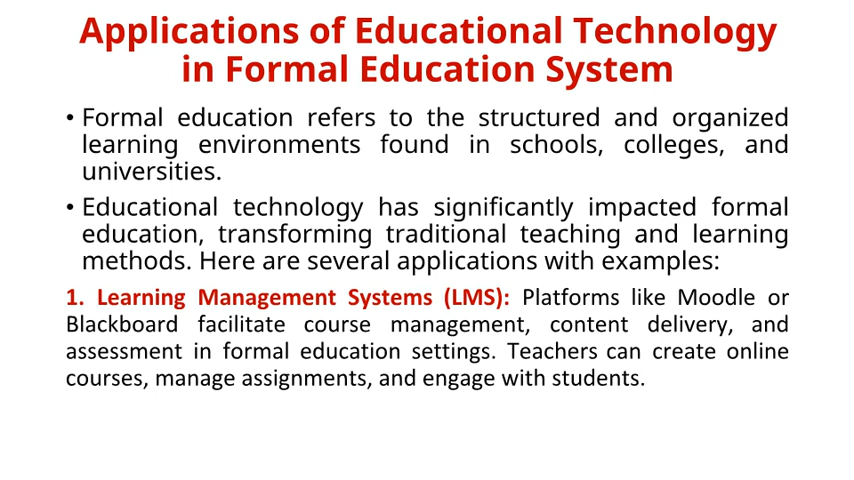 Applications of Educational Technology
in Formal Education System
• Formal education refers to the structured and organized
learning environments found in schools, colleges, and
universities.
• Educational technology has significantly impacted formal
education, transforming traditional teaching and learning
methods. Here are several applications with examples:
1. Learning Management Systems (LMS): Platforms like Moodle or
Blackboard facilitate course management, content delivery, and
assessment in formal education settings. Teachers can create online
courses, manage assignments, and engage with students.